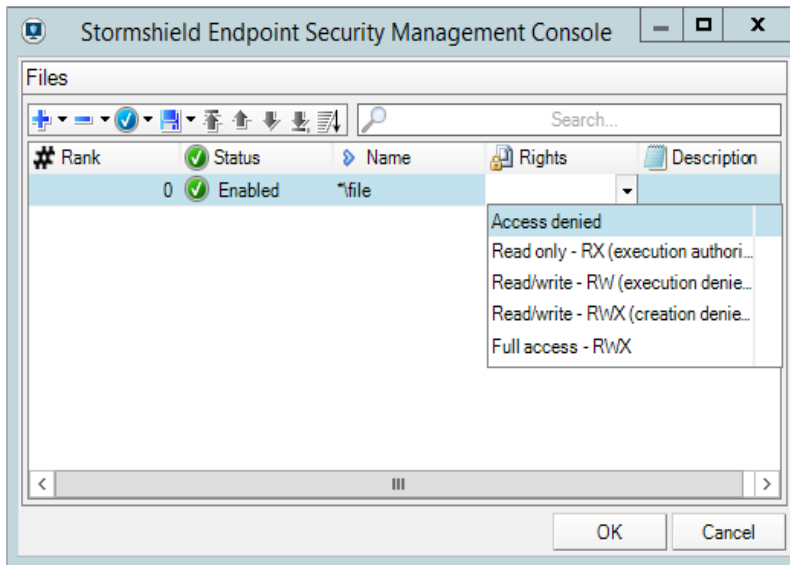 Stormshield Endpoint Security Management Console
Files
Search...
Rank Status Name Rights Description
0 Enabled *\file
Access denied
Read only - RX (execution authori...
Read/write - RW (execution denie...
Read/write - RWX (creation denie...
Full access - RWX
OK Cancel